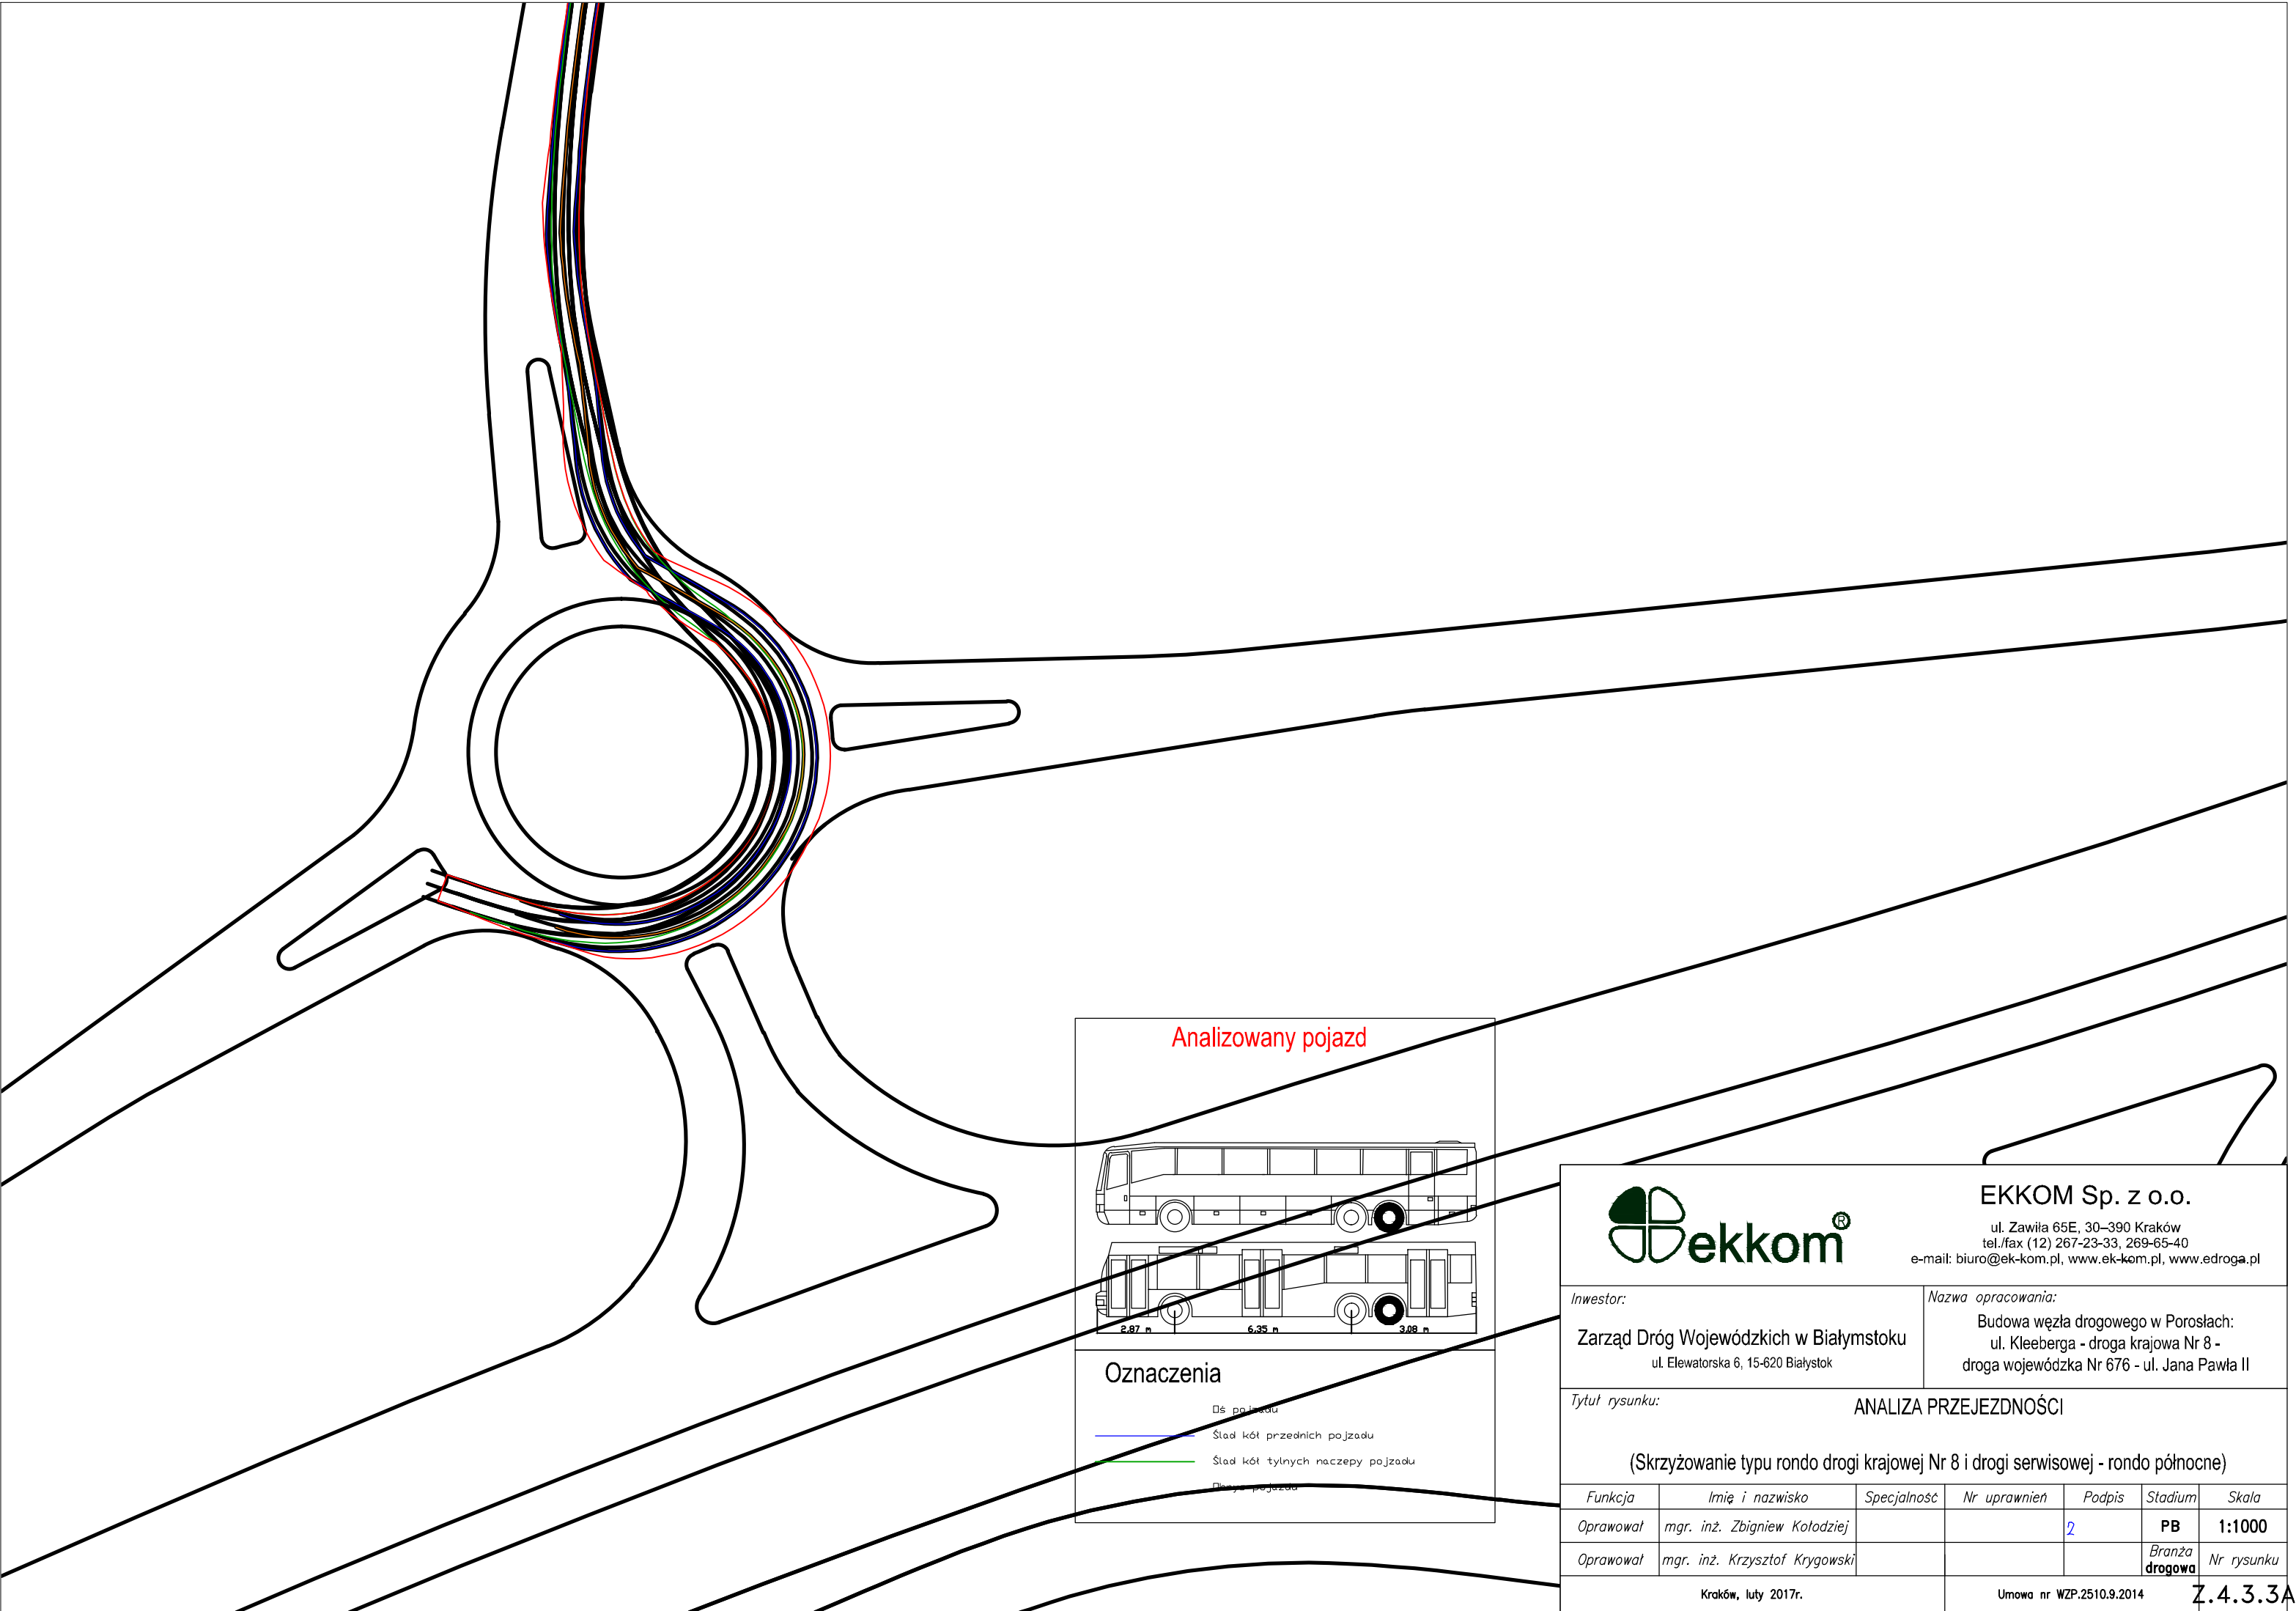 Analizowany pojazd
2.87 m 6.35 m 3.08 m
Oznaczenia
Oś pojazdu
Ślad kół przednich pojzadu
Ślad kół tylnych naczepy pojzadu
pojazdu
ekkom®
EKKOM Sp. z o.o.
ul. Zawiła 65E, 30–390 Kraków
tel./fax (12) 267-23-33, 269-65-40
e-mail: biuro@ek-kom.pl, www.ek-kom.pl, www.edroga.pl
Inwestor:
Zarząd Dróg Wojewódzkich w Białymstoku
ul. Elewatorska 6, 15-620 Białystok
Nazwa opracowania:
Budowa węzła drogowego w Porosłach:
ul. Kleeberga - droga krajowa Nr 8 -
droga wojewódzka Nr 676 - ul. Jana Pawła II
Tytuł rysunku:
ANALIZA PRZEJEZDNOŚCI
(Skrzyżowanie typu rondo drogi krajowej Nr 8 i drogi serwisowej - rondo północne)
Funkcja Imię i nazwisko Specjalność Nr uprawnień Podpis Stadium Skala
Oprawował mgr. inż. Zbigniew Kołodziej 2 PB 1:1000
Oprawował mgr. inż. Krzysztof Krygowski Branża drogowa Nr rysunku
Kraków, luty 2017r. Umowa nr WZP.2510.9.2014 Z.4.3.3A